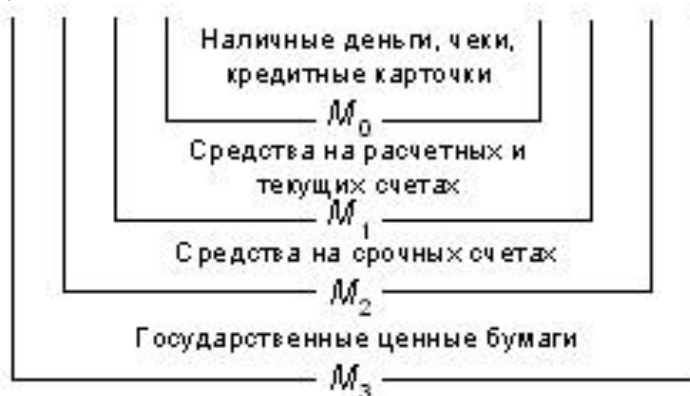 Наличные деньги, чеки,
кредитные карточки
M₀
Средства на расчетных и
текущих счетах
M₁
Средства на срочных счетах
M₂
Государственные ценные бумаги
M₃